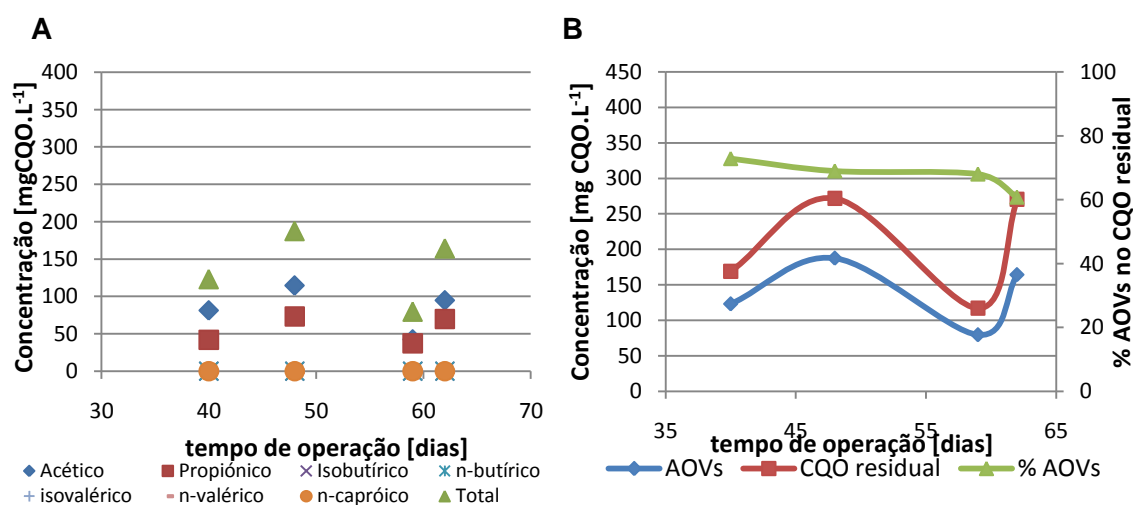 A
Concentração [mgCQO.L-1]
400
350
300
250
200
150
100
50
0
30 40 50 60 70
tempo de operação [dias]
Acético Propiónico Isobutírico n-butírico
isovalérico n-valérico n-capróico Total
B
Concentração [mg CQO.L-1]
450
400
350
300
250
200
150
100
50
0
100
80
60
40
20
0
% AOVs no CQO residual
35 45 55 65
tempo de operação [dias]
AOVs CQO residual % AOVs